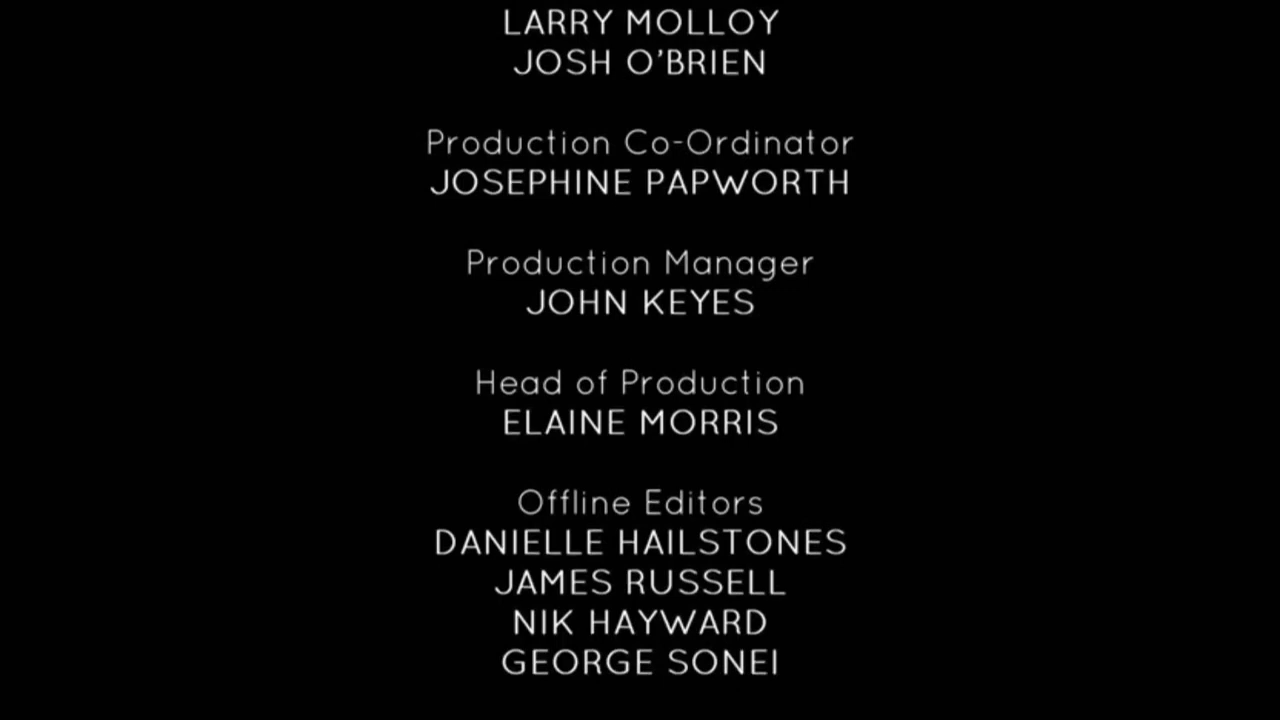 LARRY MOLLOY
JOSH O'BRIEN
Production Co-Ordinator
JOSEPHINE PAPWORTH
Production Manager
JOHN KEYES
Head of Production
ELAINE MORRIS
Offline Editors
DANIELLE HAILSTONES
JAMES RUSSELL
NIK HAYWARD
GEORGE SONEI